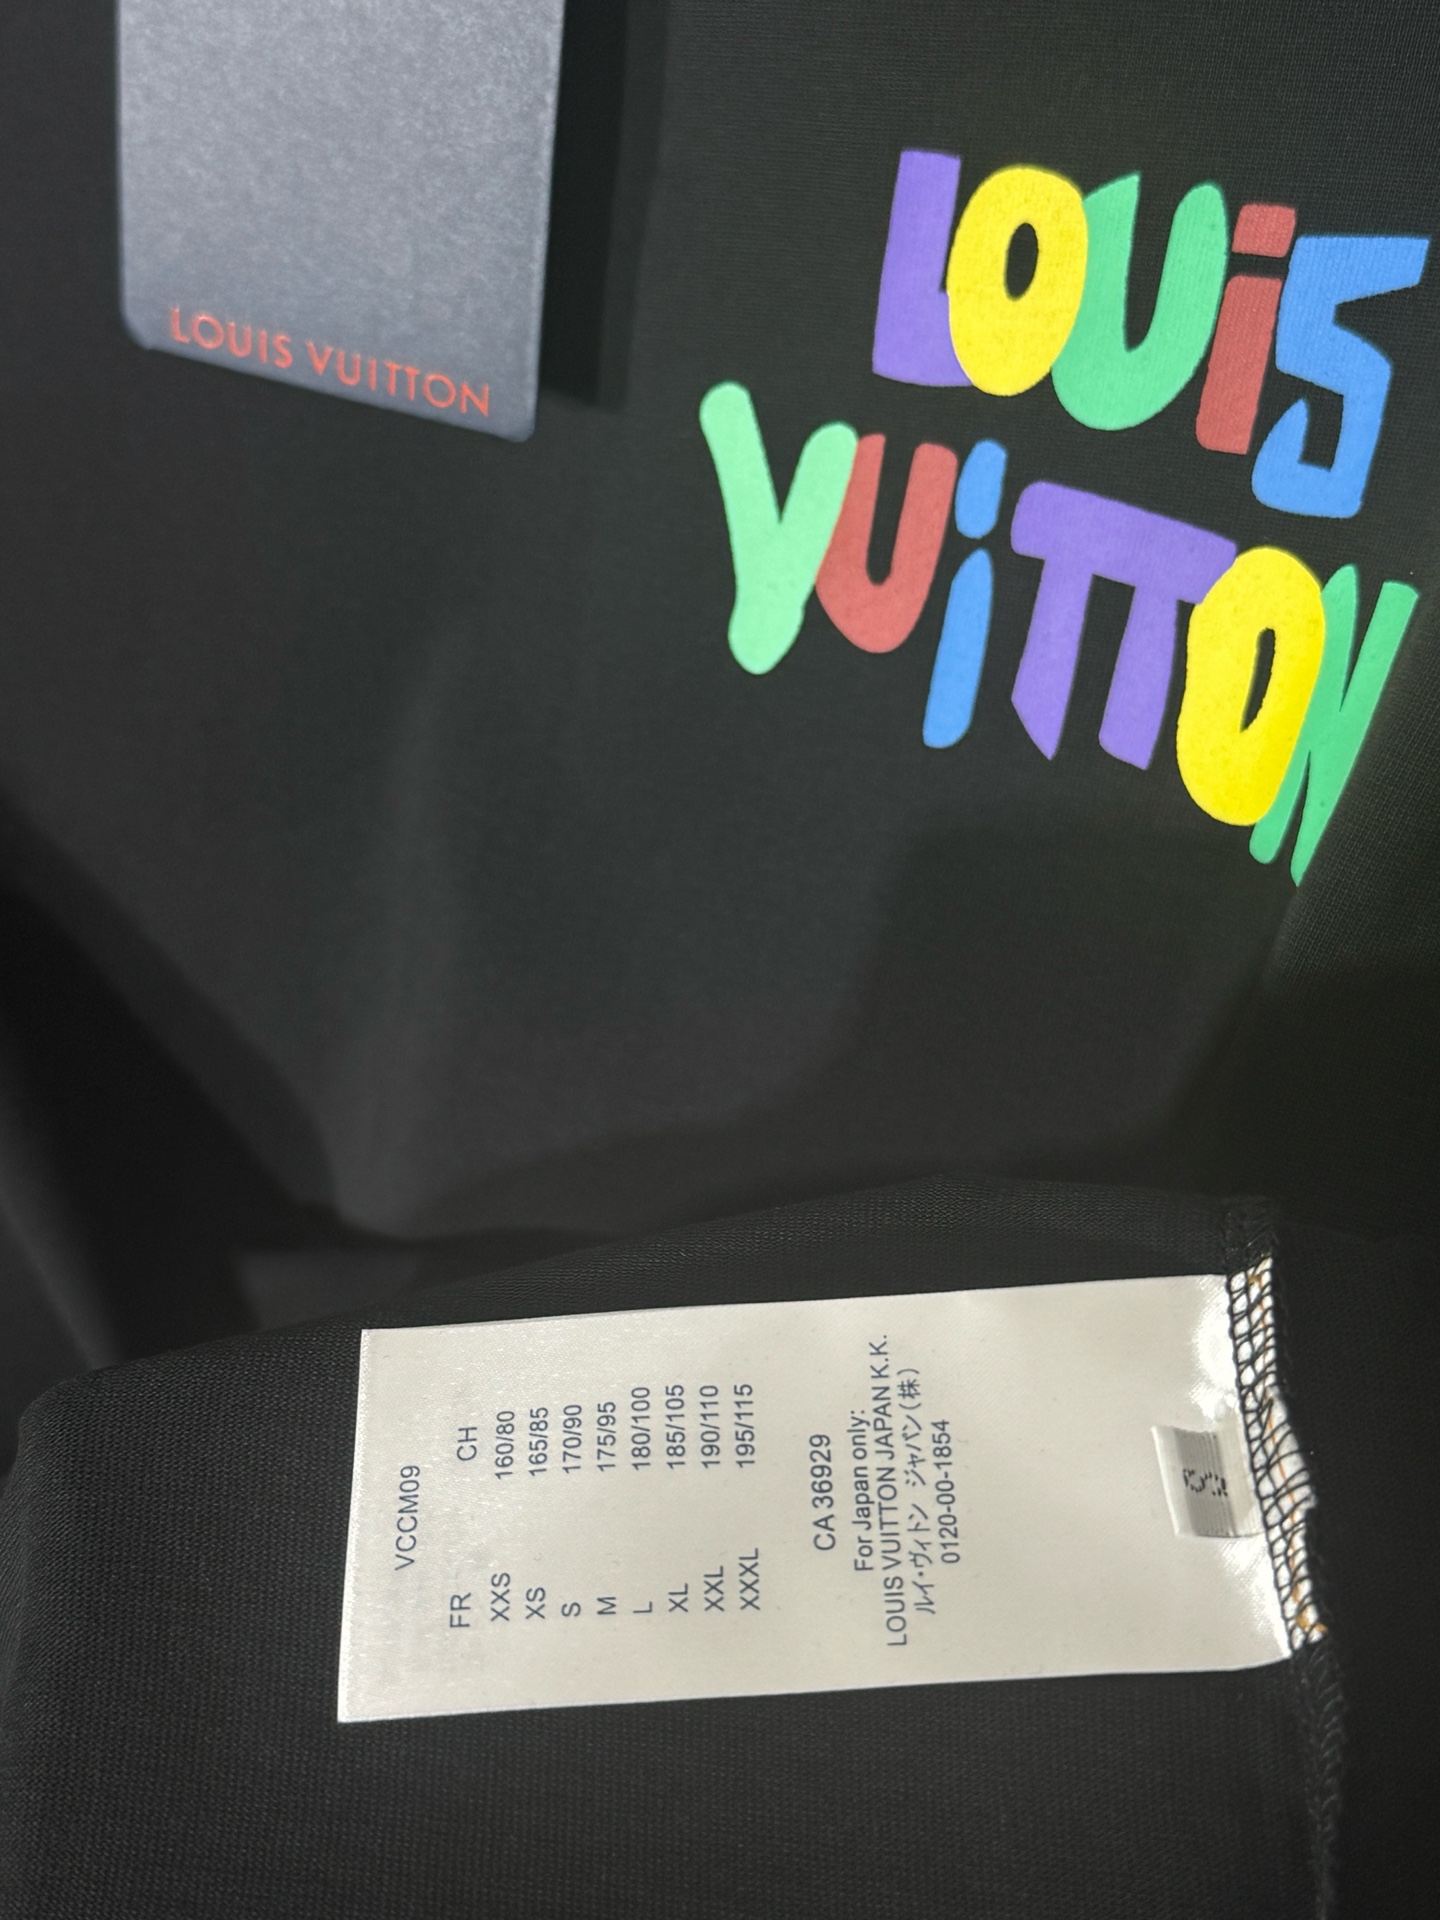 LOUIS VUITTON
LOUiS
VUiTTON
VCCM09
FR CH
XXS 160/80
XS 165/85
S 170/90
M 175/95
L 180/100
XL 185/105
XXL 190/110
XXXL 195/115
CA 36929
For Japan only:
LOUIS VUITTON JAPAN K.K.
ルイ・ヴィトン ジャパン(株)
0120-00-1854